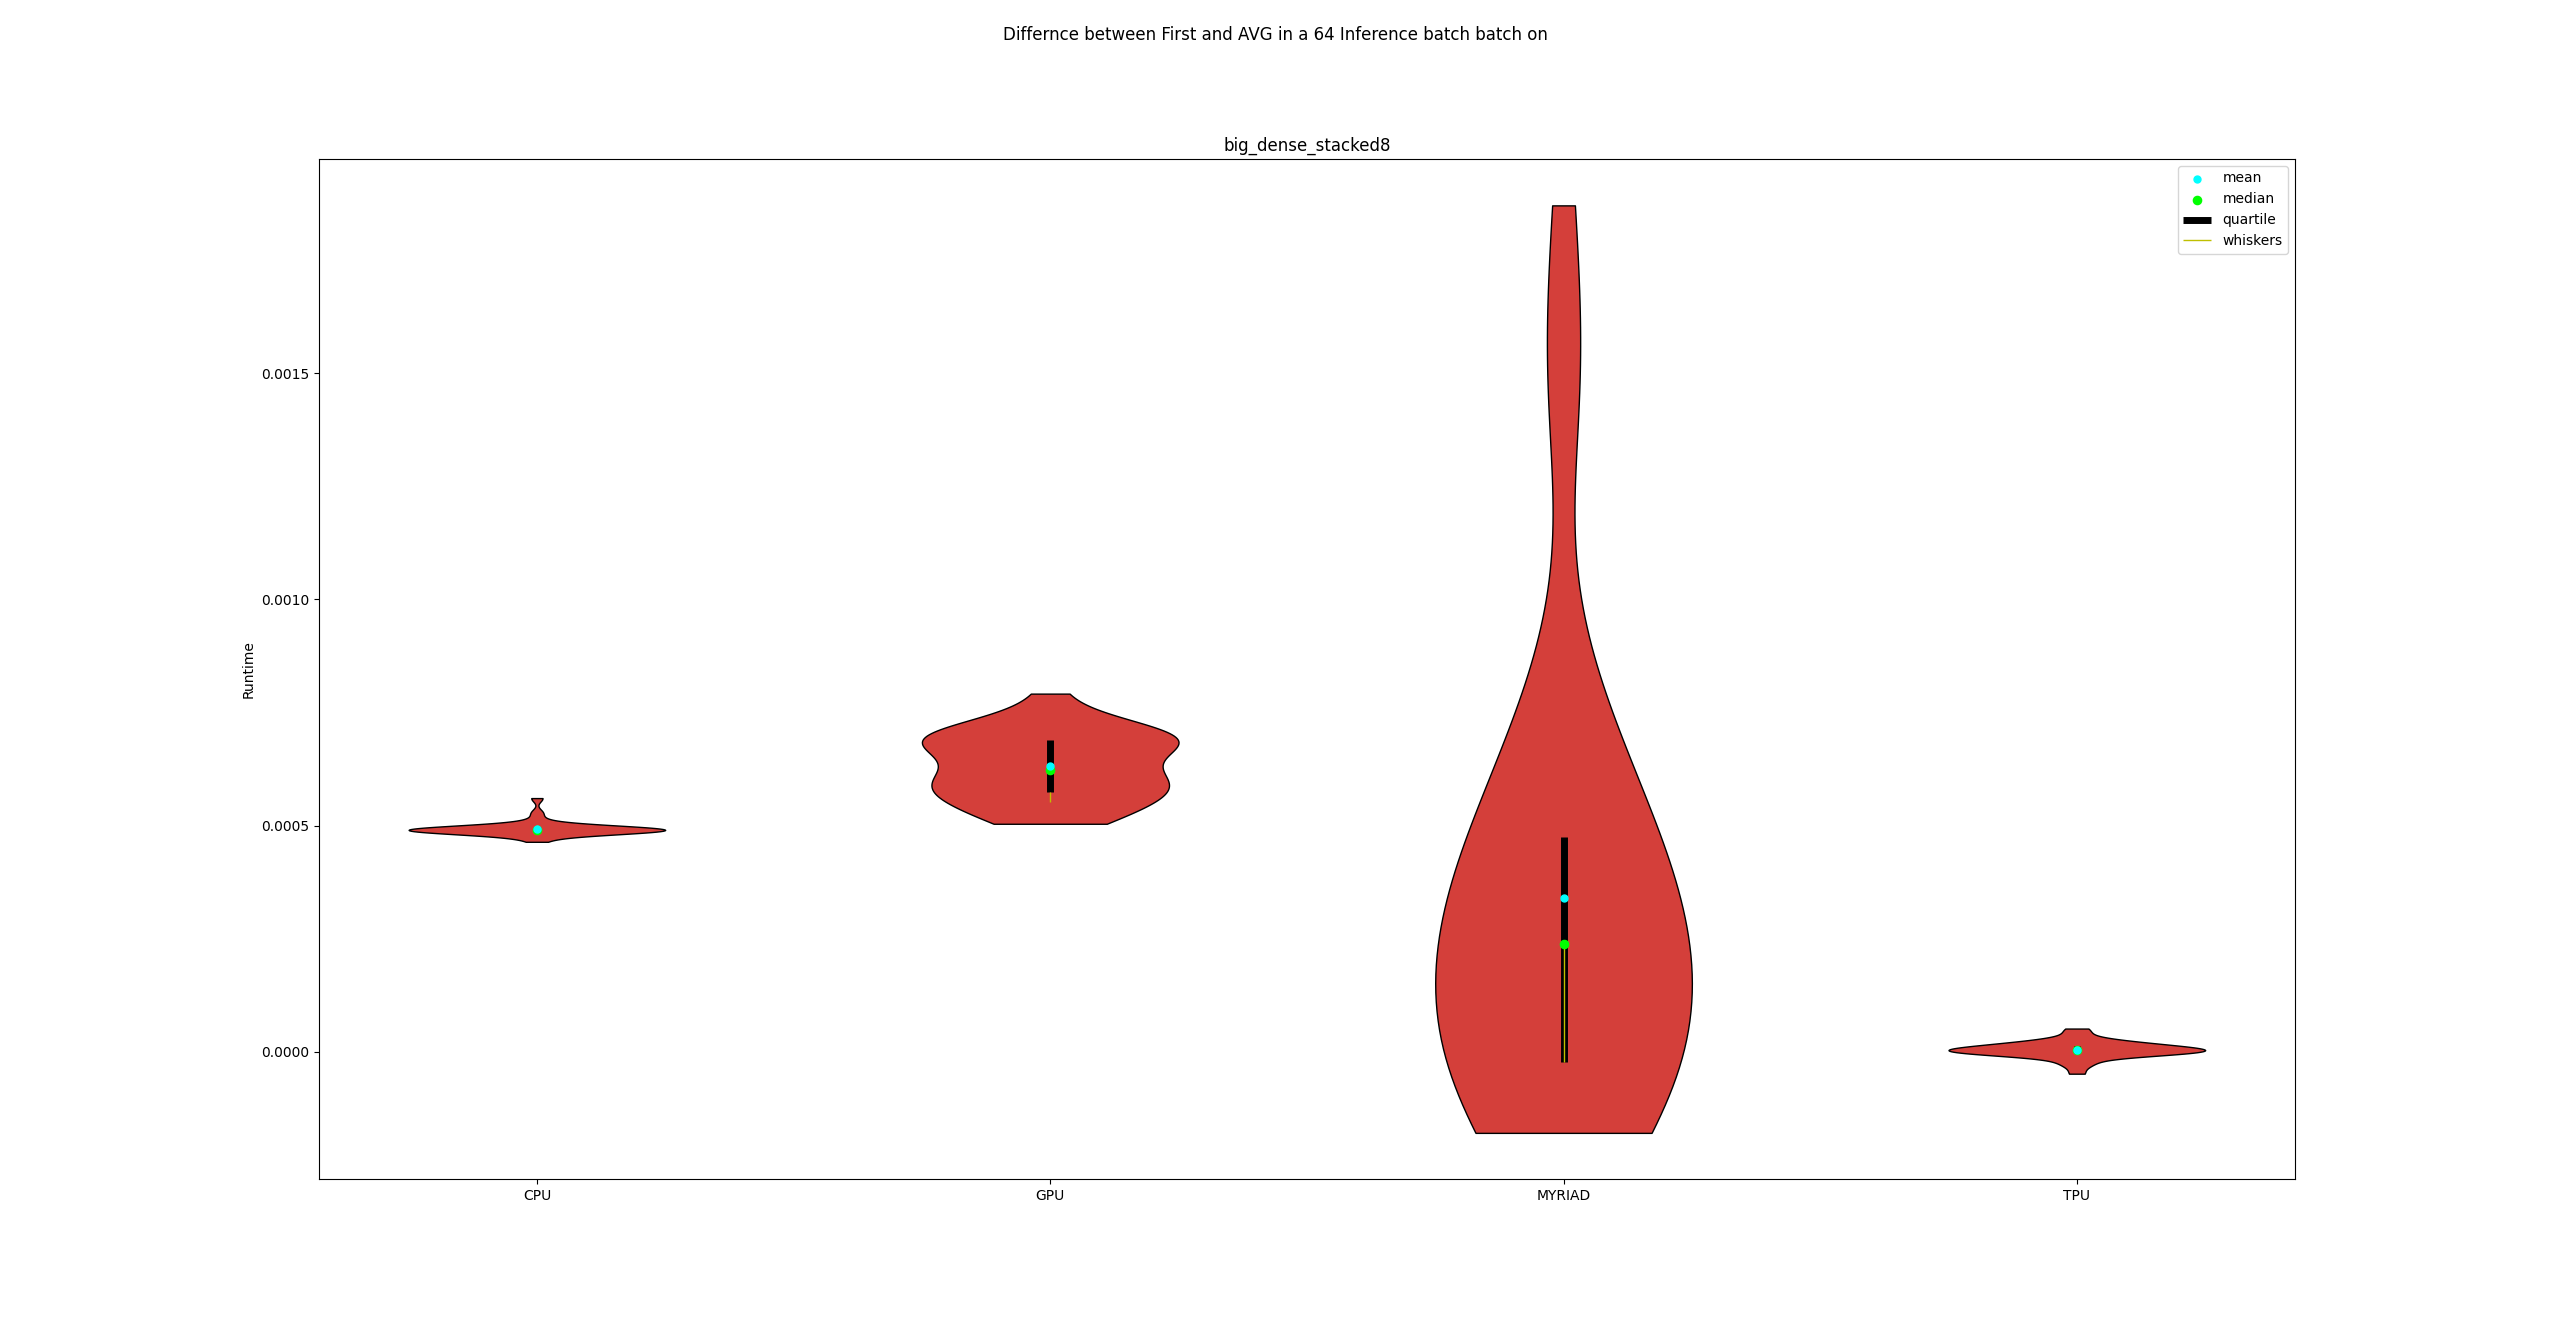 Differnce between First and AVG in a 64 Inference batch batch on
big_dense_stacked8
mean
median
quartile
whiskers
0.0015
0.0010
0.0005
0.0000
Runtime
CPU
GPU
MYRIAD
TPU